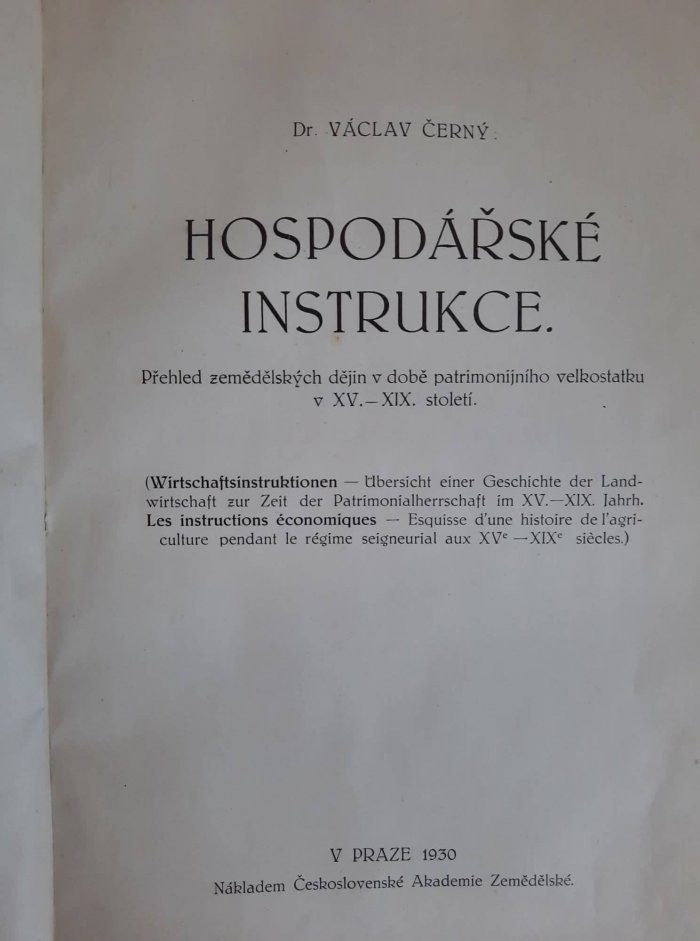 Dr. VÁCLAV ČERNÝ:
HOSPODÁŘSKÉ
INSTRUKCE.
Přehled zemědělských dějin v době patrimonijního velkostatku
v XV.—XIX. století.
(Wirtschaftsinstruktionen — Übersicht einer Geschichte der Land-
wirtschaft zur Zeit der Patrimonialherrschaft im XV.—XIX. Jahrh.
Les instructions économiques — Esquisse d'une histoire de l'agri-
culture pendant le régime seigneurial aux XVᵉ —XIXᵉ siècles.)
V PRAZE 1930
Nákladem Československé Akademie Zemědělské.